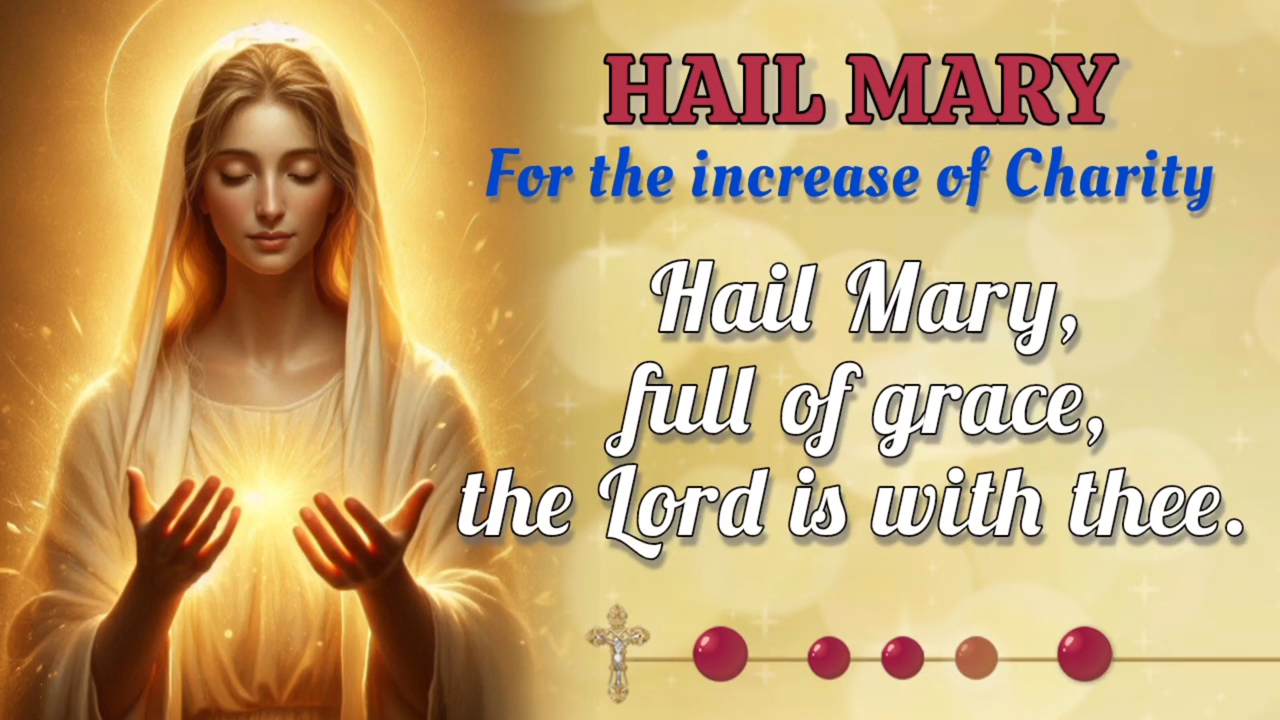 HAIL MARY
For the increase of Charity
Hail Mary,
full of grace,
the Lord is with thee.